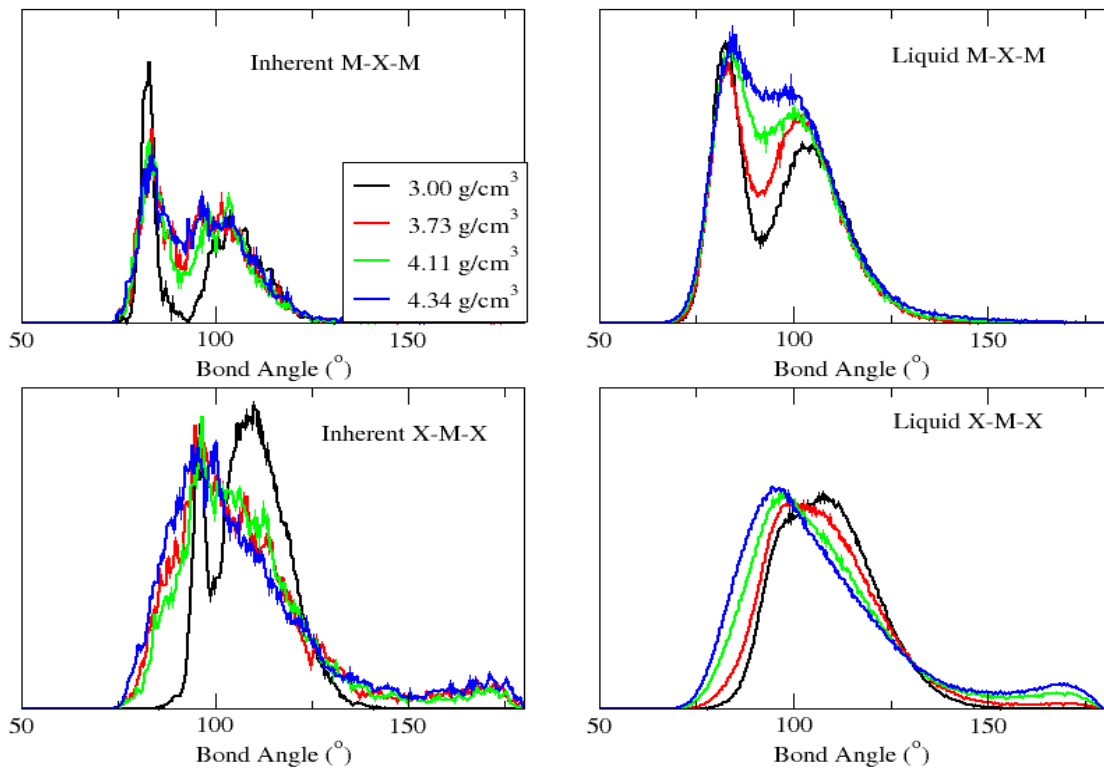 Inherent M-X-M
Liquid M-X-M
3.00 g/cm³
3.73 g/cm³
4.11 g/cm³
4.34 g/cm³
50 100 150
50 100 150
Bond Angle (°)
Bond Angle (°)
Inherent X-M-X
Liquid X-M-X
50 100 150
50 100 150
Bond Angle (°)
Bond Angle (°)